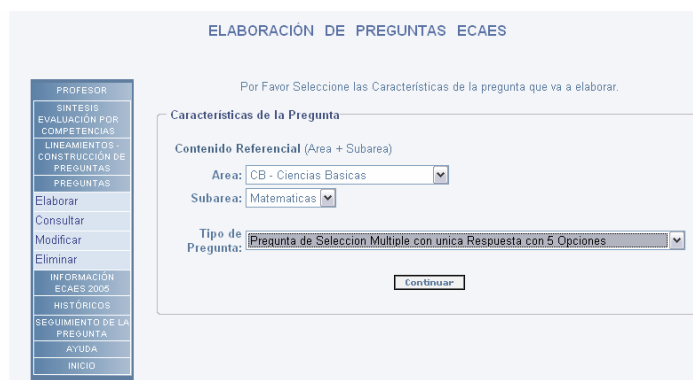 ELABORACIÓN DE PREGUNTAS ECAES
PROFESOR
SINTESIS
EVALUACIÓN POR
COMPETENCIAS
LINEAMIENTOS -
CONSTRUCCIÓN DE
PREGUNTAS
PREGUNTAS
Elaborar
Consultar
Modificar
Eliminar
INFORMACIÓN
ECAES 2005
HISTÓRICOS
SEGUIMIENTO DE LA
PREGUNTA
AYUDA
INICIO
Por Favor Seleccione las Características de la pregunta que va a elaborar.
Características de la Pregunta
Contenido Referencial (Area + Subarea)
Area: CB - Ciencias Basicas
Subarea: Matematicas
Tipo de
Pregunta: Pregunta de Seleccion Multiple con unica Respuesta con 5 Opciones
Continuar